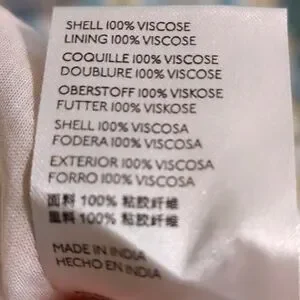 SHELL 100% VISCOSE
LINING 100% VISCOSE
COQUILLE 100% VISCOSE
DOUBLURE 100% VISCOSE
OBERSTOFF 100% VISKOSE
FUTTER 100% VISKOSE
SHELL 100% VISCOSA
FODERA 100% VISCOSA
EXTERIOR 100% VISCOSA
FORRO 100% VISCOSA
面料 100% 粘胶纤维
里料 100% 粘胶纤维
MADE IN INDIA
HECHO EN INDIA